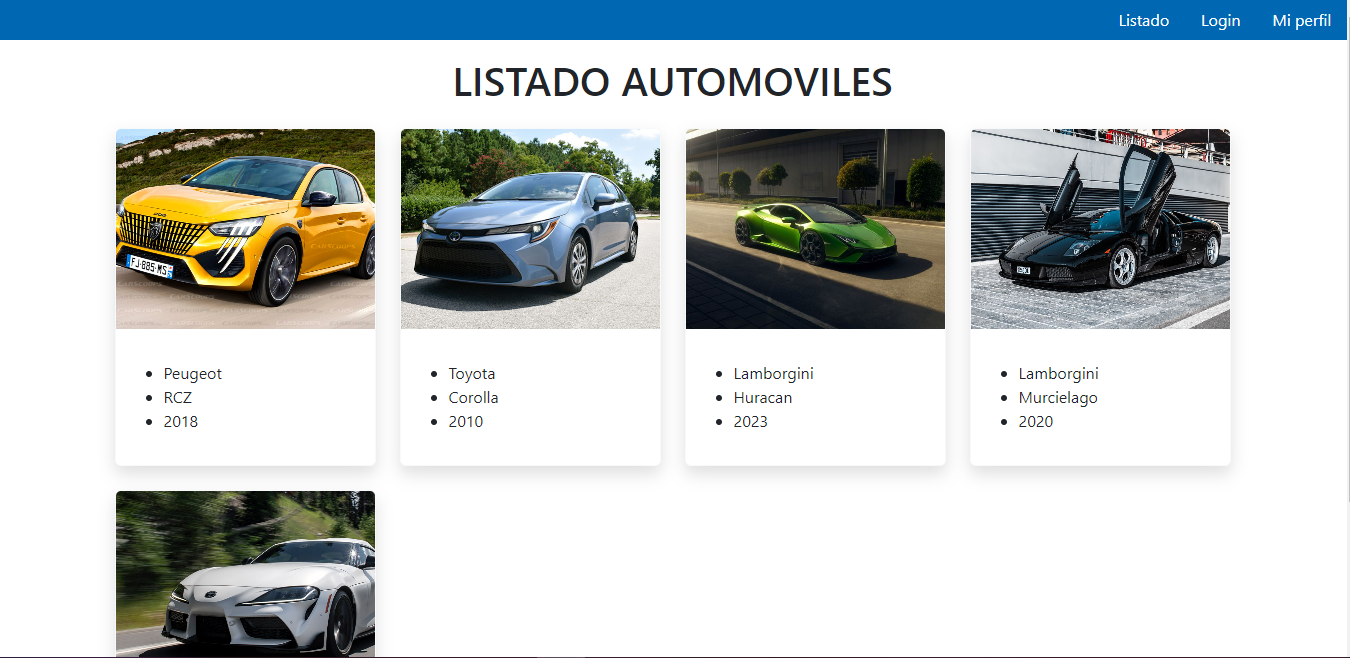 Listado Login Mi perfil
LISTADO AUTOMOVILES
FJ-885-MS
Peugeot
RCZ
2018
Toyota
Corolla
2010
Lamborgini
Huracan
2023
Lamborgini
Murcielago
2020